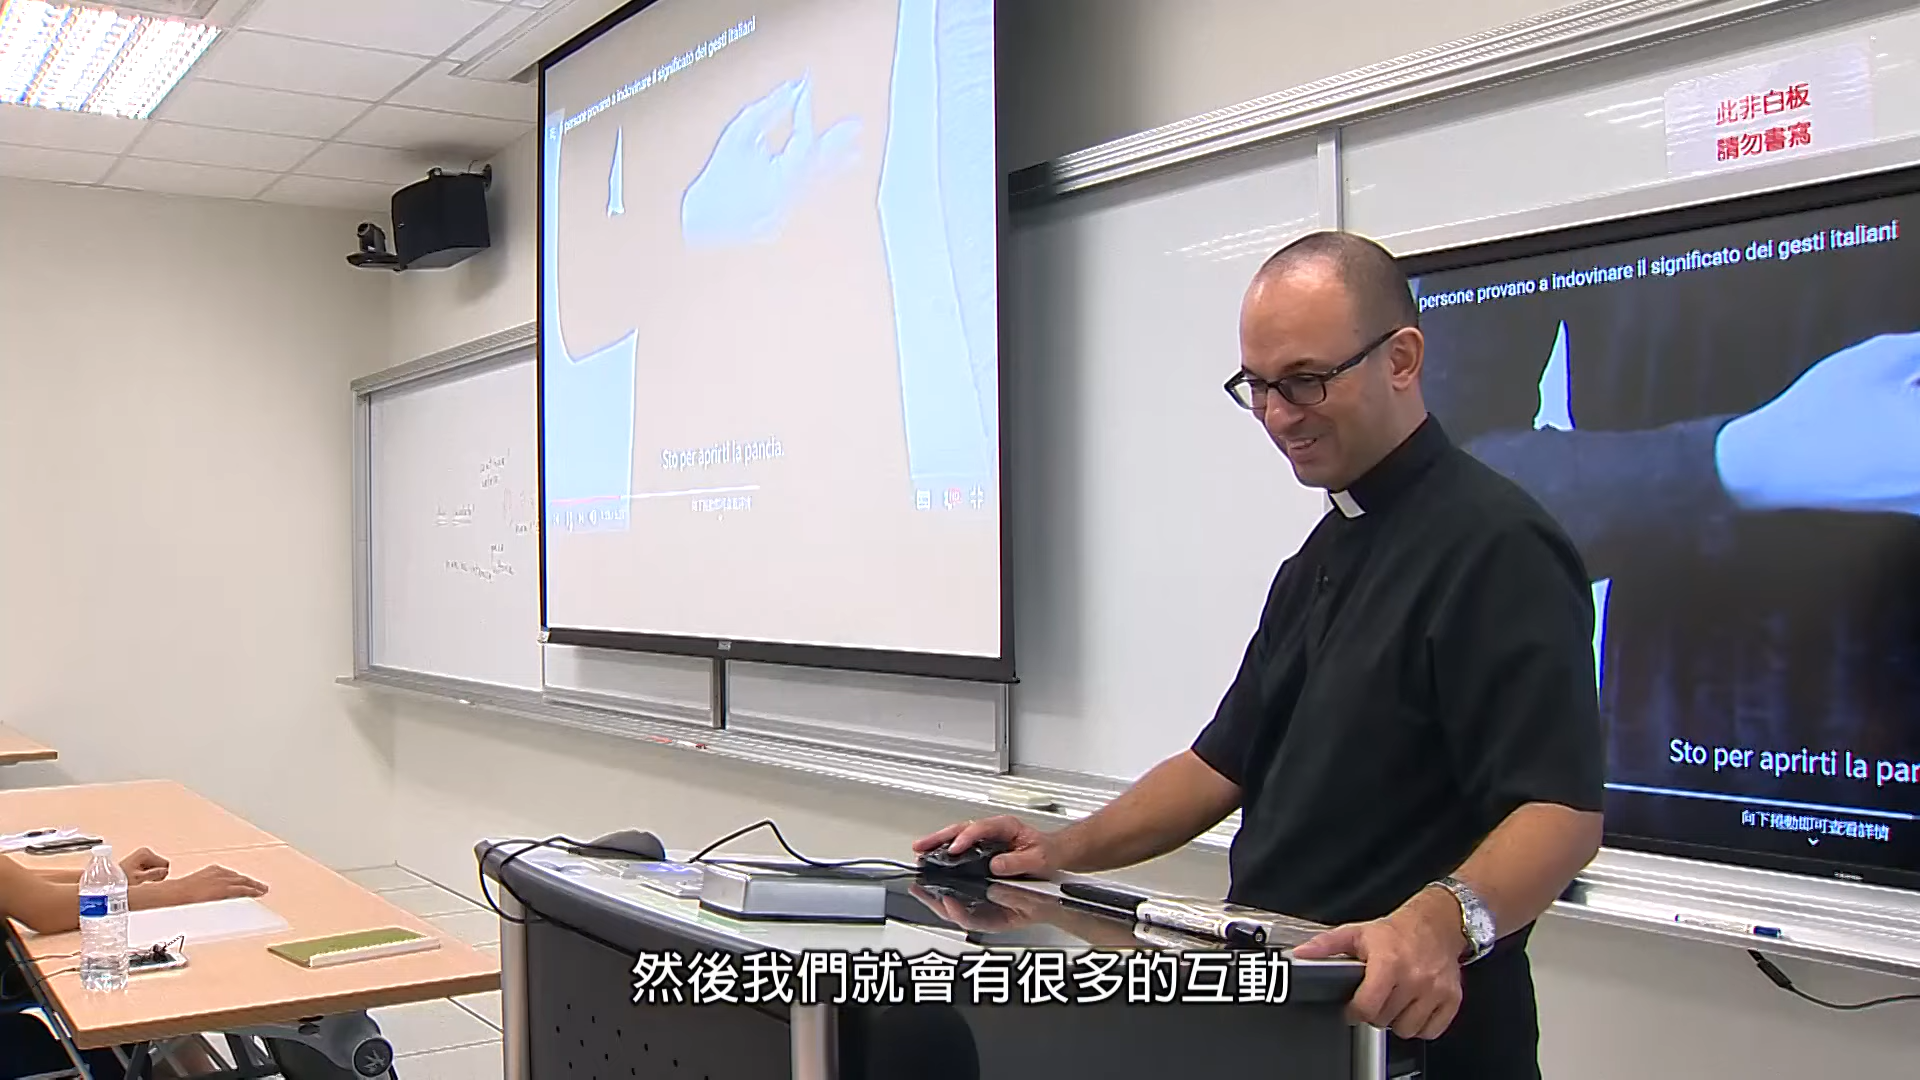 persone provano a indovinare il significato dei gesti italiani
Sto per aprirti la pancia.
此非白板
請勿書寫
persone provano a indovinare il significato dei gesti italiani
Sto per aprirti la pan
向下捲動即可查看詳情
然後我們就會有很多的互動